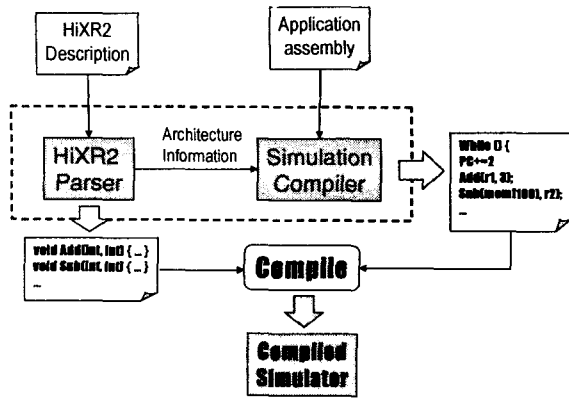 HiXR2
Description
Application
assembly
HiXR2
Parser
Architecture
Information
Simulation
Compiler
While () {
PC+=2
Add(r1, 3);
Sub(mem[100), r2);
...
void Add(int, int) { ... }
void Sub(int, int) { ... }
...
Compile
Compiled
Simulator